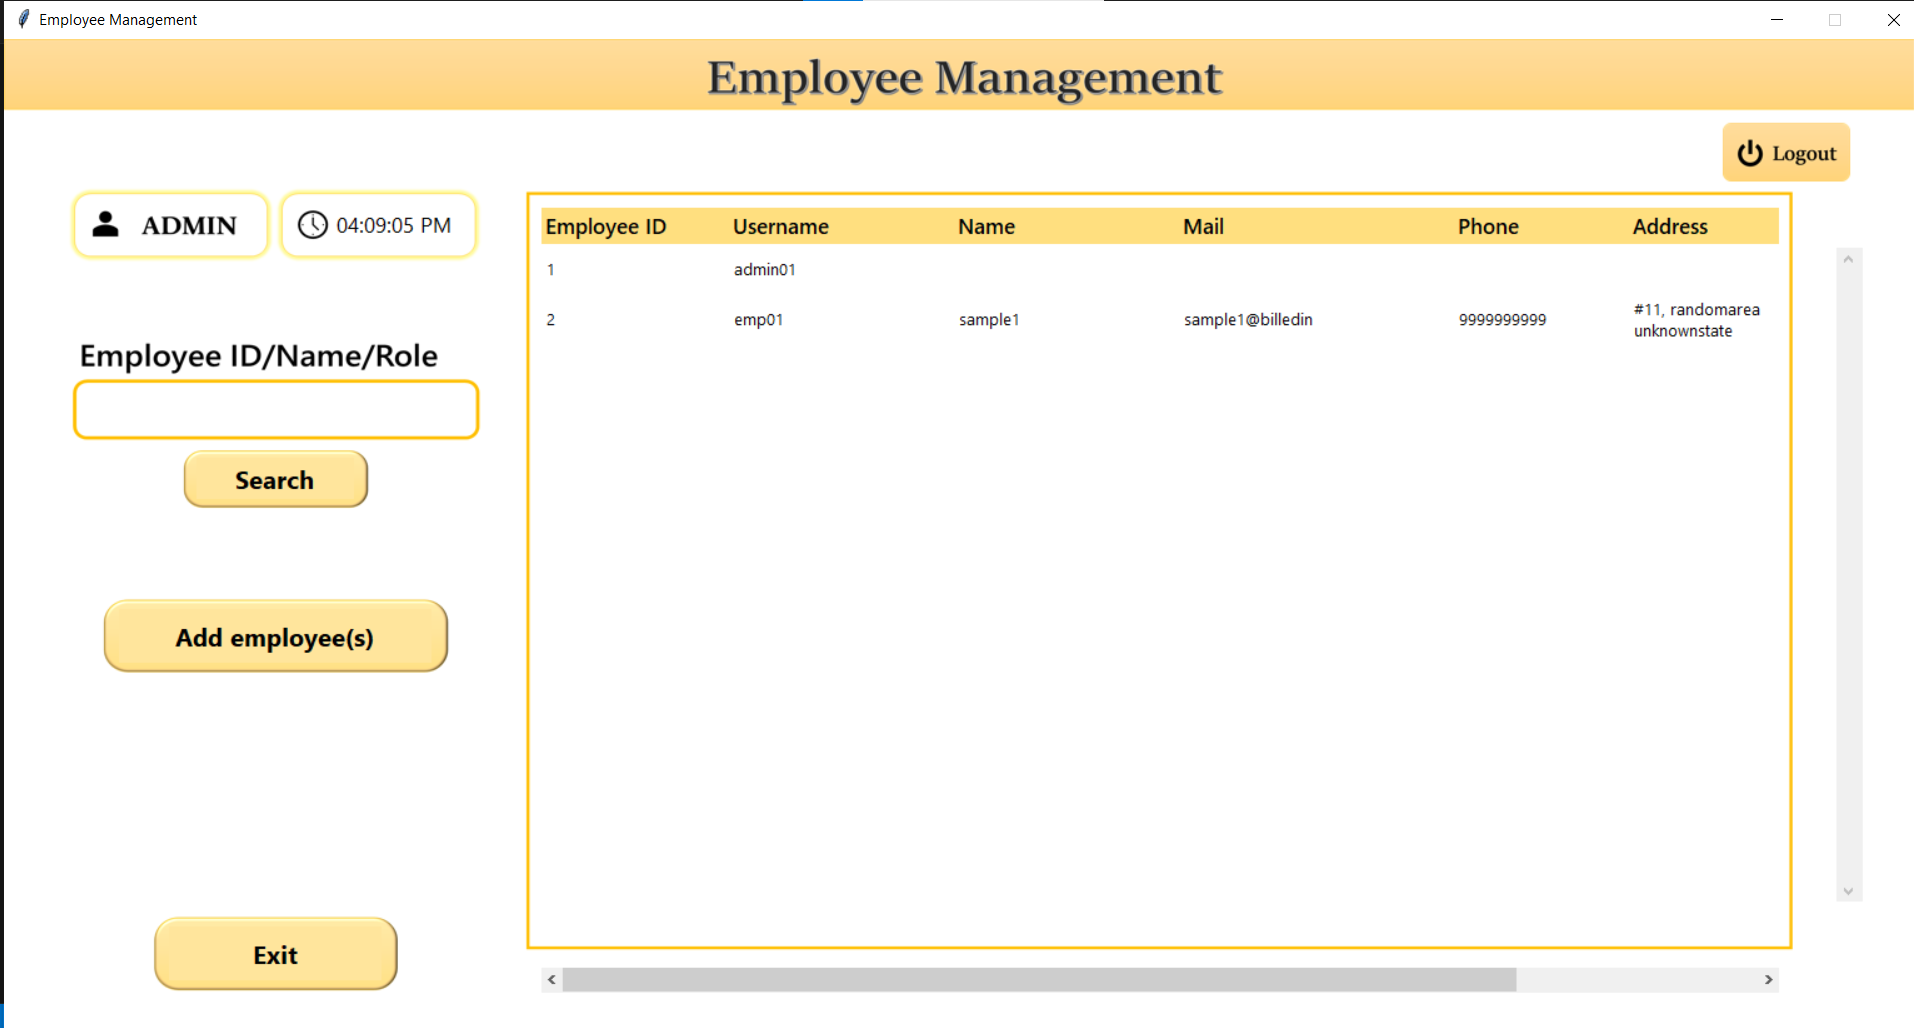 Employee Management
Employee Management
Logout
ADMIN
04:09:05 PM
Employee ID/Name/Role
Search
Add employee(s)
Exit
Employee ID Username Name Mail Phone Address
1 admin01
2 emp01 sample1 sample1@billedin 9999999999 #11, randomarea
unknownstate